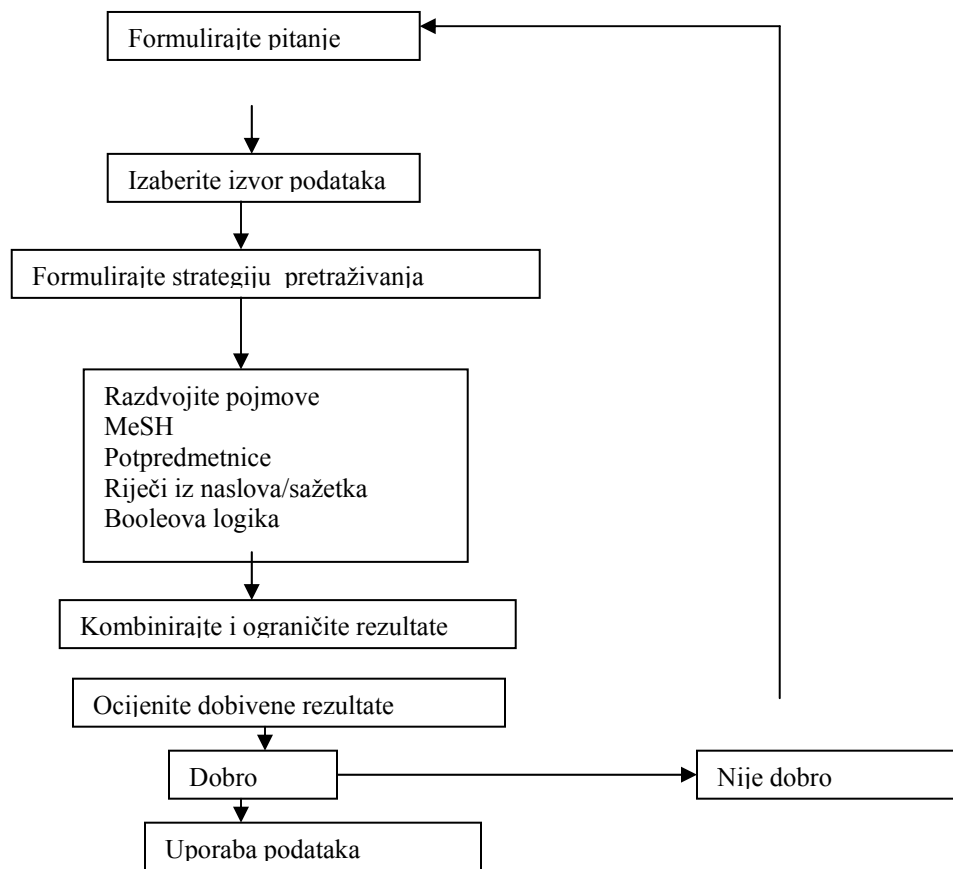 Formulirajte pitanje
Izaberite izvor podataka
Formulirajte strategiju pretraživanja
Razdvojite pojmove
MeSH
Potpredmetnice
Riječi iz naslova/sažetka
Booleova logika
Kombinirajte i ograničite rezultate
Ocijenite dobivene rezultate
Dobro
Nije dobro
Uporaba podataka